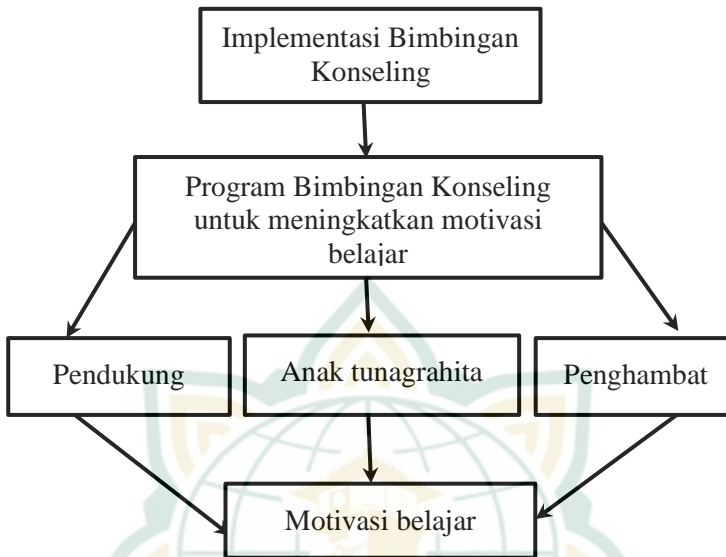 Implementasi Bimbingan
Konseling
Program Bimbingan Konseling
untuk meningkatkan motivasi
belajar
Pendukung
Anak tunagrahita
Penghambat
Motivasi belajar